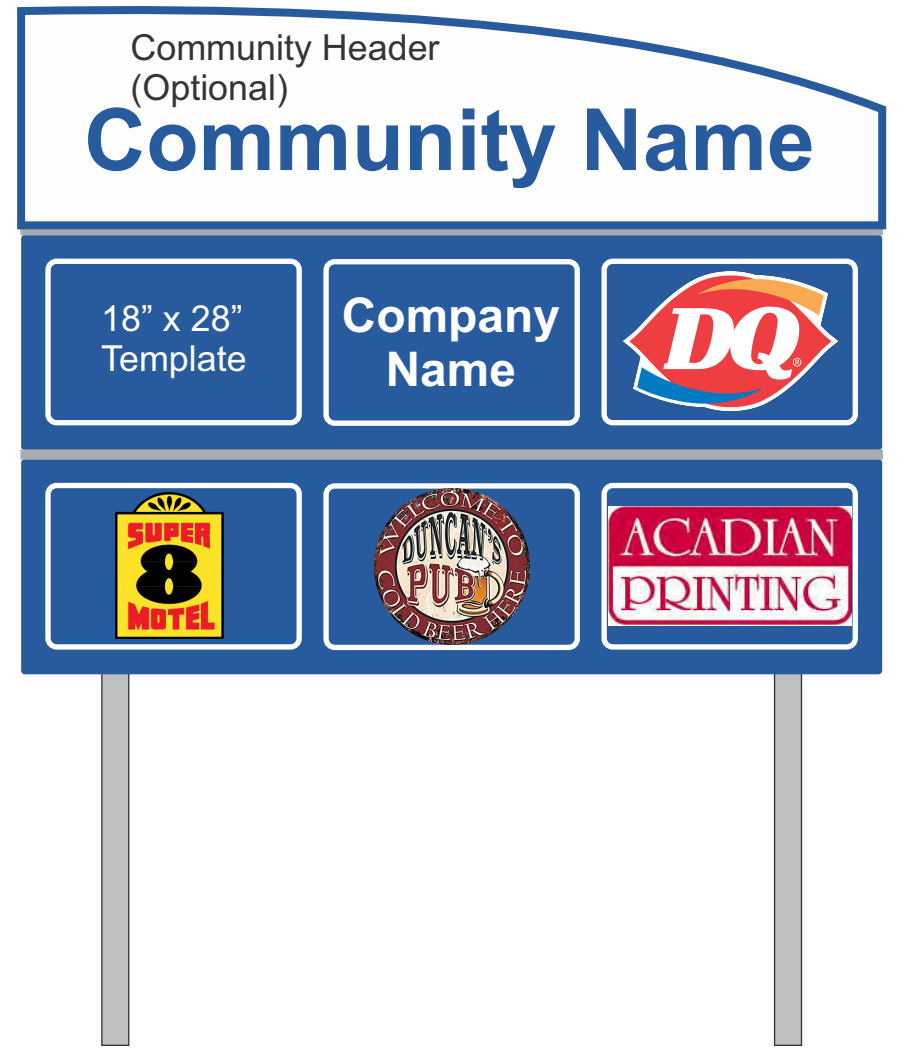 Community Header
(Optional)
Community Name
18” x 28”
Template
Company
Name
DQ®
SUPER
8
MOTEL
WELCOME TO
DUNCAN'S
PUB
COLD BEER HERE
ACADIAN
PRINTING